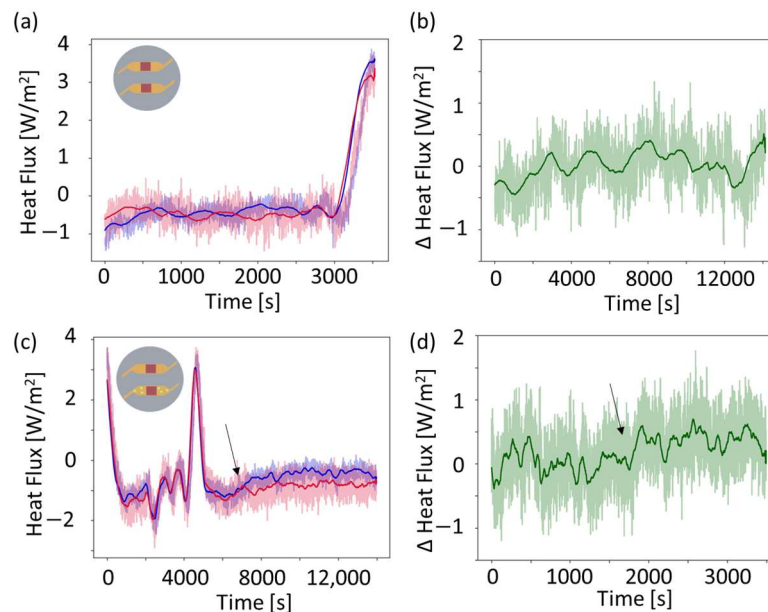 (a)
Heat Flux [W/m²]
4
3
2
1
0
−1
0
1000
2000
3000
Time [s]
(b)
Δ Heat Flux [W/m²]
2
1
0
−1
0
4000
8000
12000
Time [s]
(c)
Heat Flux [W/m²]
4
2
0
−2
0
4000
8000
12,000
Time [s]
(d)
Δ Heat Flux [W/m²]
2
1
0
−1
0
1000
2000
3000
Time [s]